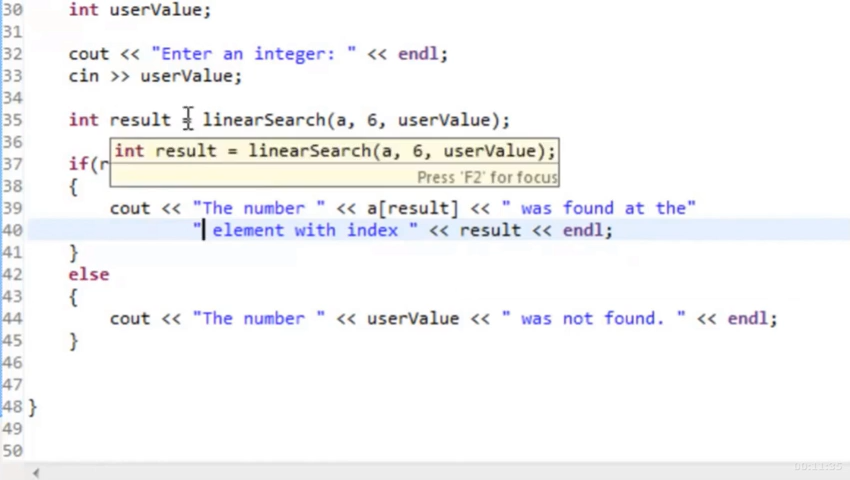 30 int userValue;
31
32 cout << "Enter an integer: " << endl;
33 cin >> userValue;
34
35 int result = linearSearch(a, 6, userValue);
36
int result = linearSearch(a, 6, userValue);
37 if(r
Press 'F2' for focus
38 {
39 cout << "The number " << a[result] << " was found at the"
40 " element with index " << result << endl;
41 }
42 else
43 {
44 cout << "The number " << userValue << " was not found. " << endl;
45 }
46
47
48 }
49
50
00:11:35